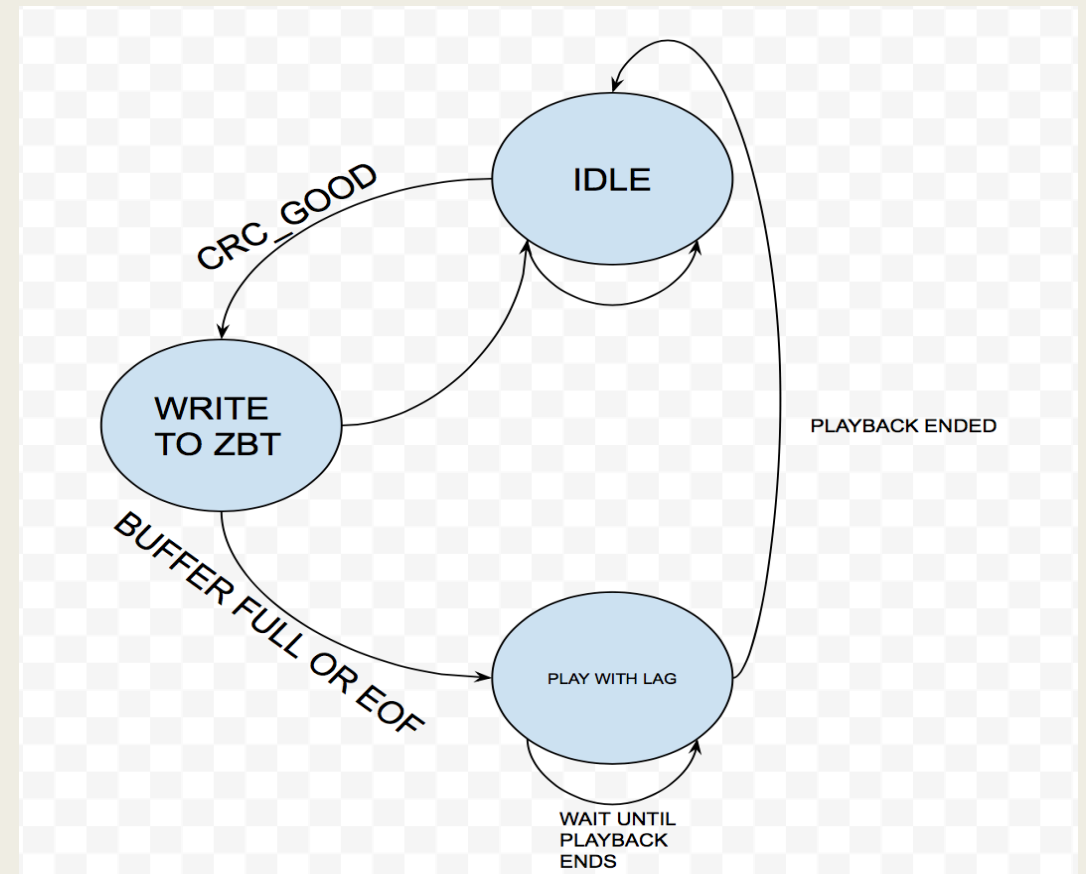 IDLE
CRC_GOOD
WRITE
TO ZBT
PLAYBACK ENDED
BUFFER FULL OR EOF
PLAY WITH LAG
WAIT UNTIL
PLAYBACK
ENDS